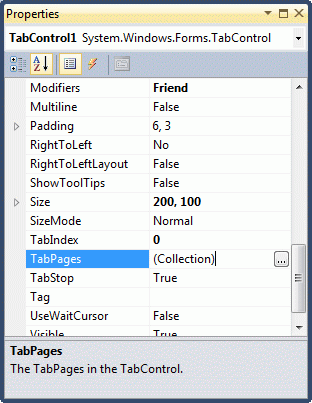 Properties
TabControl1 System.Windows.Forms.TabControl
Modifiers Friend
Multiline False
Padding 6, 3
RightToLeft No
RightToLeftLayout False
ShowToolTips False
Size 200, 100
SizeMode Normal
TabIndex 0
TabPages (Collection) ...
TabStop True
Tag
UseWaitCursor False
Visible True
TabPages
The TabPages in the TabControl.